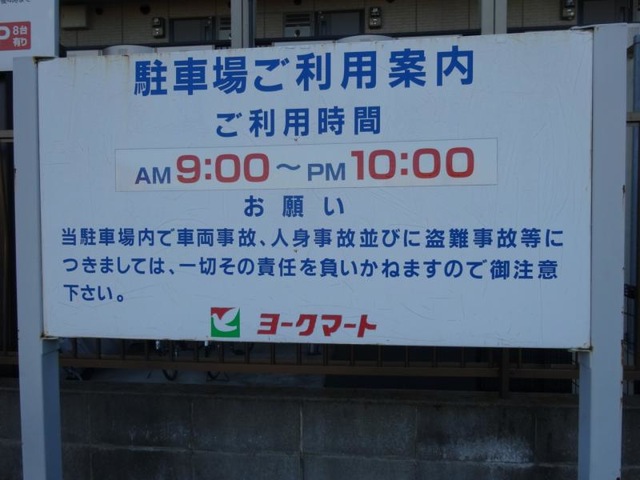 P 8台
有り
駐車場ご利用案内
ご利用時間
AM 9:00～PM 10:00
お願い
当駐車場内で車両事故、人身事故並びに盗難事故等に
つきましては、一切その責任を負いかねますので御注意
下さい。
ヨークマート